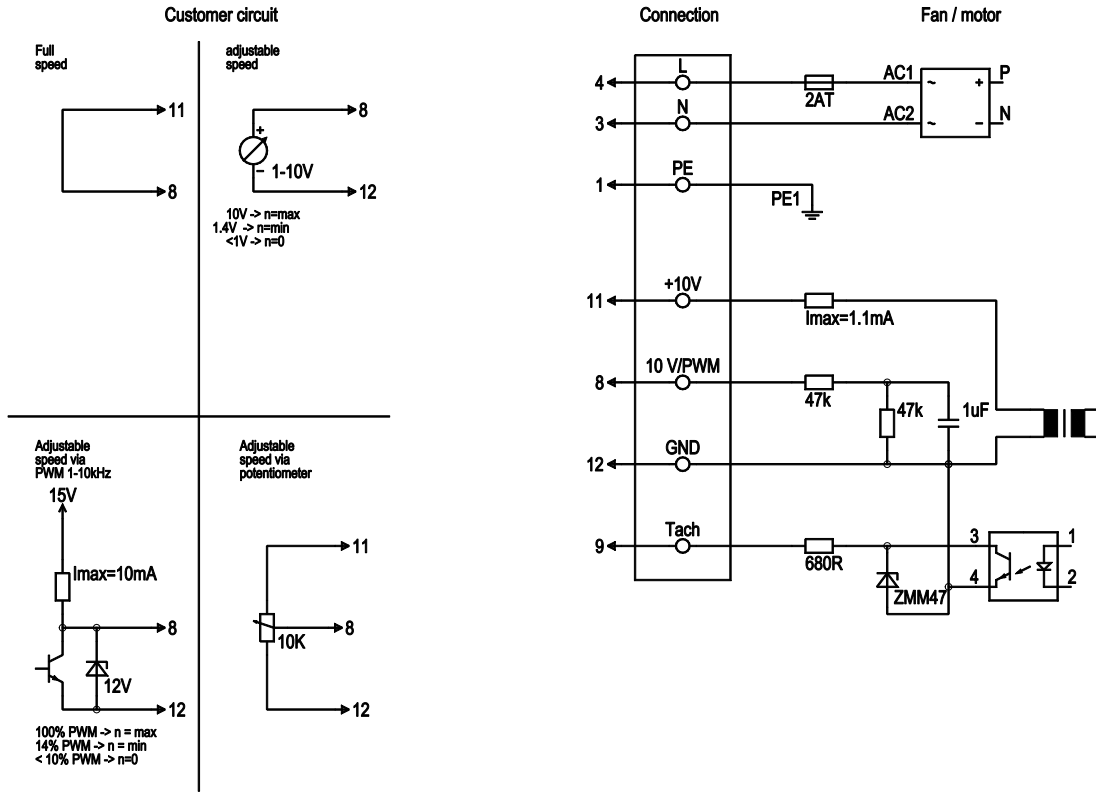 Customer circuit
Connection
Fan / motor
Full
speed
11
8
adjustable
speed
8
+
−
1-10V
12
10V -> n=max
1.4V -> n=min
<1V -> n=0
Adjustable
speed via
PWM 1-10kHz
15V
Imax=10mA
8
12V
12
100% PWM -> n = max
14% PWM -> n = min
< 10% PWM -> n=0
Adjustable
speed via
potentiometer
11
8
10K
12
4
L
2AT
AC1
~
+
P
3
N
AC2
~
−
N
1
PE
PE1
11
+10V
Imax=1.1mA
8
10 V/PWM
47k
47k
1uF
12
GND
9
Tach
680R
ZMM47
3
4
1
2